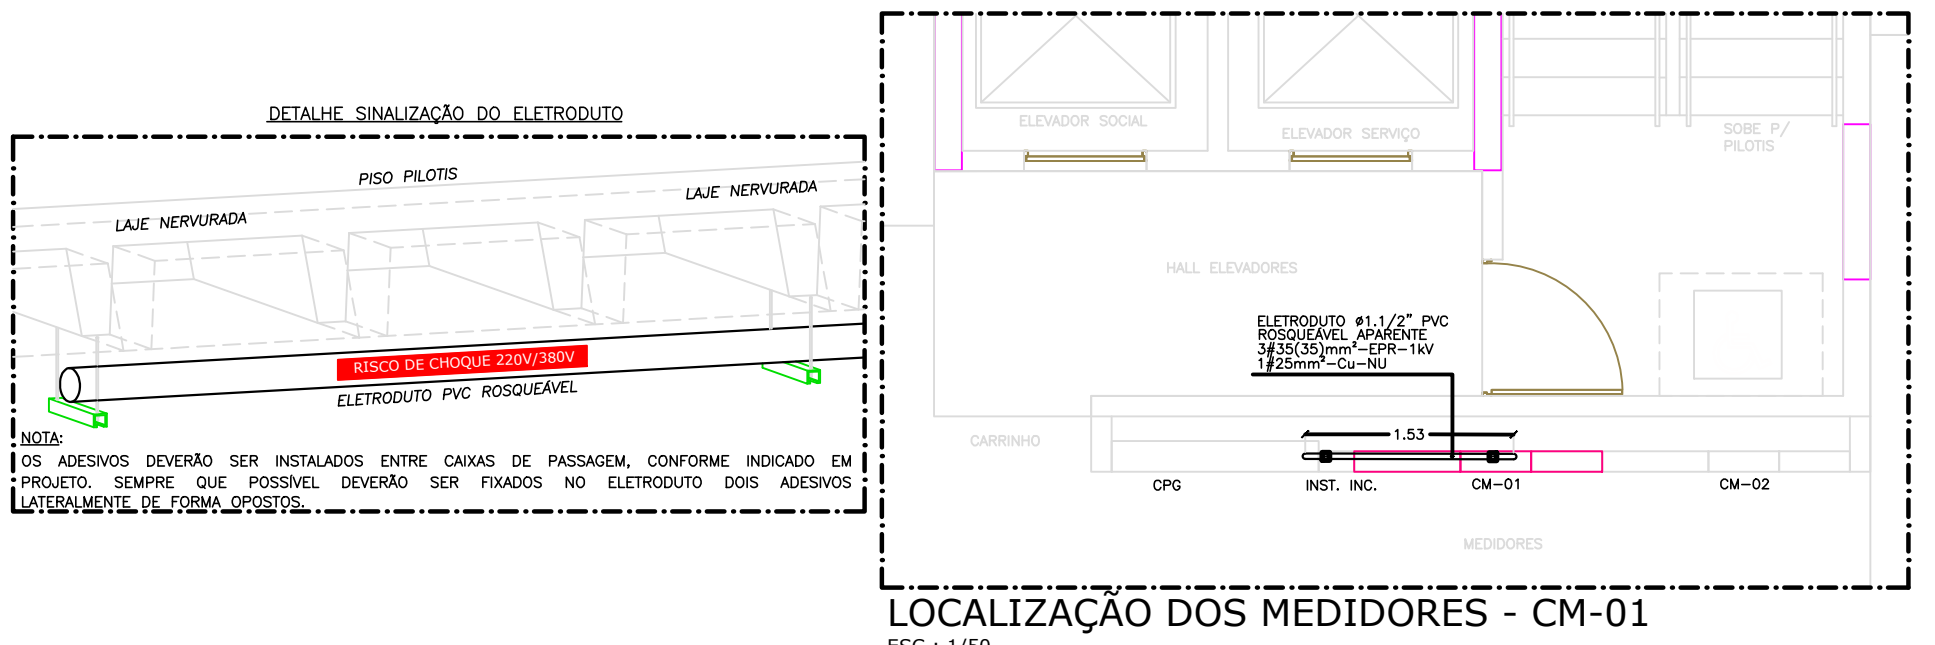 DETALHE SINALIZAÇÃO DO ELETRODUTO
PISO PILOTIS
LAJE NERVURADA
LAJE NERVURADA
RISCO DE CHOQUE 220V/380V
ELETRODUTO PVC ROSQUEÁVEL
NOTA:
OS ADESIVOS DEVERÃO SER INSTALADOS ENTRE CAIXAS DE PASSAGEM, CONFORME INDICADO EM
PROJETO. SEMPRE QUE POSSÍVEL DEVERÃO SER FIXADOS NO ELETRODUTO DOIS ADESIVOS
LATERALMENTE DE FORMA OPOSTOS.
ELEVADOR SOCIAL
ELEVADOR SERVIÇO
SOBE P/
PILOTIS
HALL ELEVADORES
ELETRODUTO ø1.1/2" PVC
ROSQUEÁVEL APARENTE
3#35(35)mm²-EPR-1kV
1#25mm²-Cu-NU
CARRINHO
1.53
CPG
INST. INC.
CM-01
CM-02
MEDIDORES
LOCALIZAÇÃO DOS MEDIDORES - CM-01
ESC.: 1/50